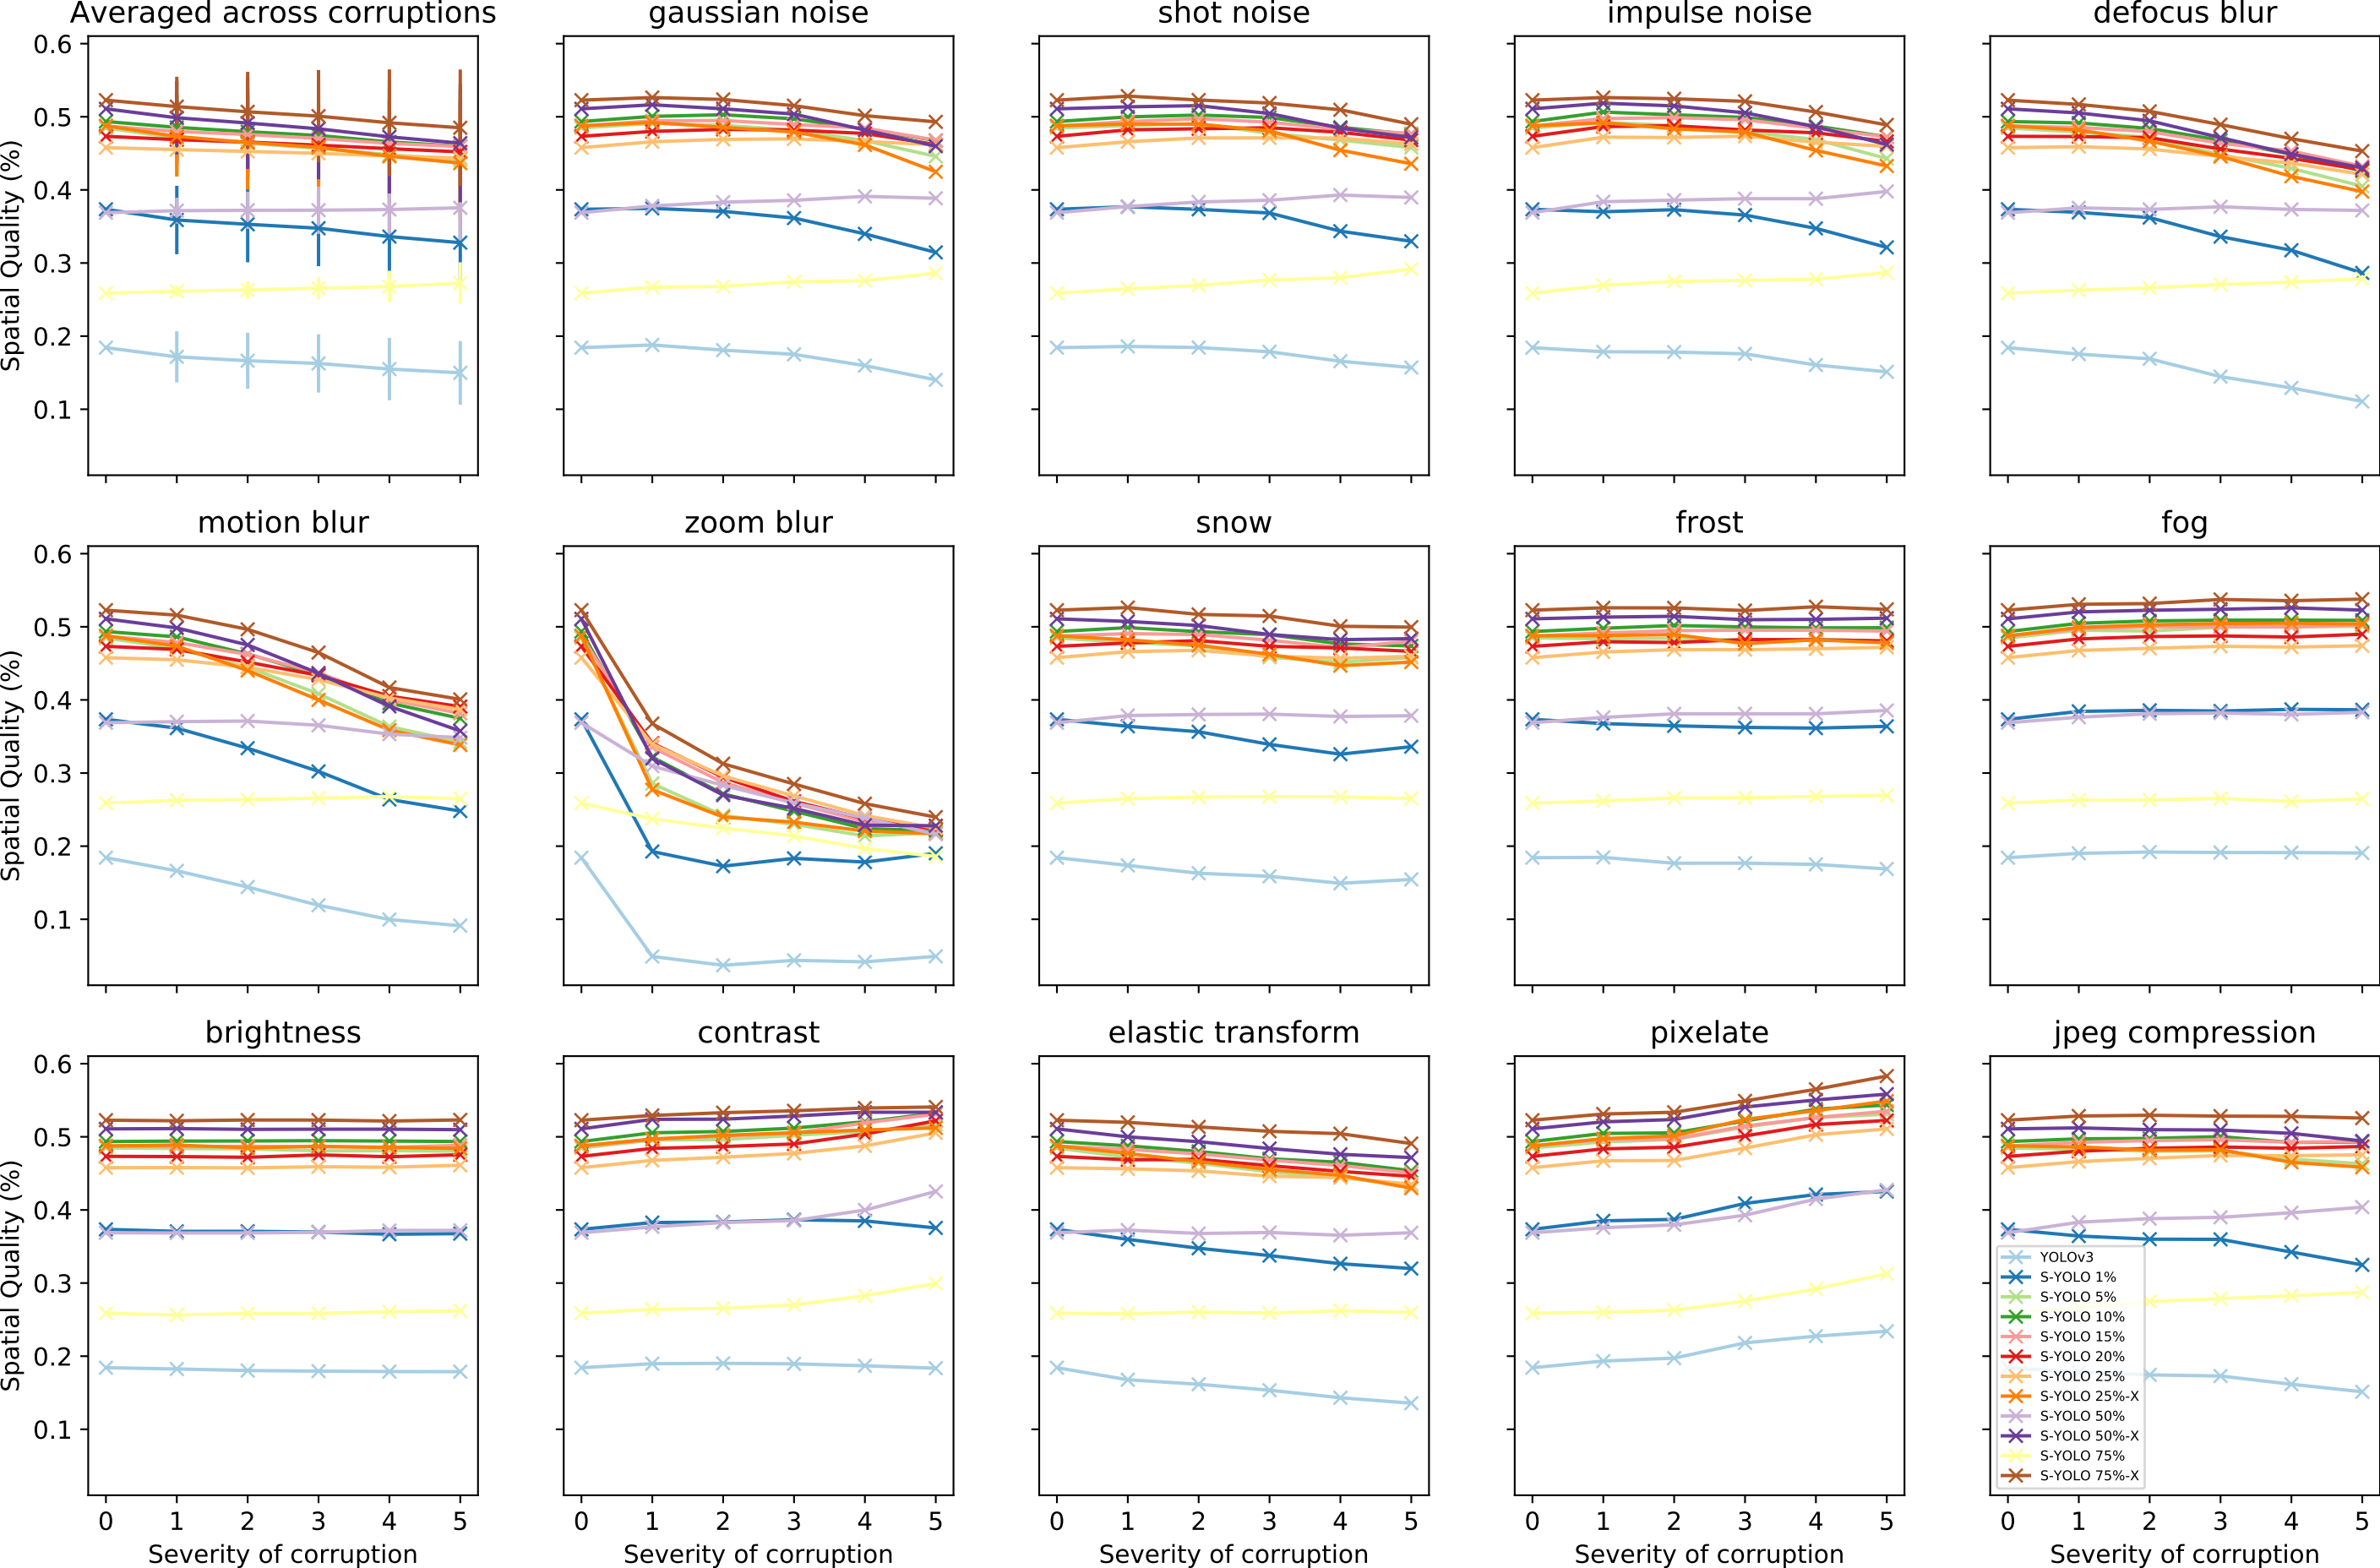 Averaged across corruptions
gaussian noise
shot noise
impulse noise
defocus blur
Spatial Quality (%)
0.6
0.5
0.4
0.3
0.2
0.1
motion blur
zoom blur
snow
frost
fog
Spatial Quality (%)
0.6
0.5
0.4
0.3
0.2
0.1
brightness
contrast
elastic transform
pixelate
jpeg compression
Spatial Quality (%)
0.6
0.5
0.4
0.3
0.2
0.1
YOLOv3
S-YOLO 1%
S-YOLO 5%
S-YOLO 10%
S-YOLO 15%
S-YOLO 20%
S-YOLO 25%
S-YOLO 25%-X
S-YOLO 50%
S-YOLO 50%-X
S-YOLO 75%
S-YOLO 75%-X
0 1 2 3 4 5
0 1 2 3 4 5
0 1 2 3 4 5
0 1 2 3 4 5
0 1 2 3 4 5
Severity of corruption
Severity of corruption
Severity of corruption
Severity of corruption
Severity of corruption